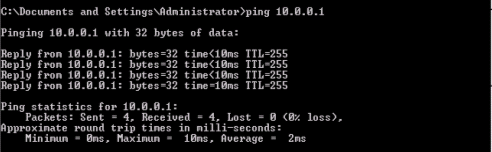 C:\Documents and Settings\Administrator>ping 10.0.0.1
Pinging 10.0.0.1 with 32 bytes of data:
Reply from 10.0.0.1: bytes=32 time<10ms TTL=255
Reply from 10.0.0.1: bytes=32 time<10ms TTL=255
Reply from 10.0.0.1: bytes=32 time<10ms TTL=255
Reply from 10.0.0.1: bytes=32 time=10ms TTL=255
Ping statistics for 10.0.0.1:
Packets: Sent = 4, Received = 4, Lost = 0 (0% loss),
Approximate round trip times in milli-seconds:
Minimum = 0ms, Maximum =  10ms, Average =  2ms